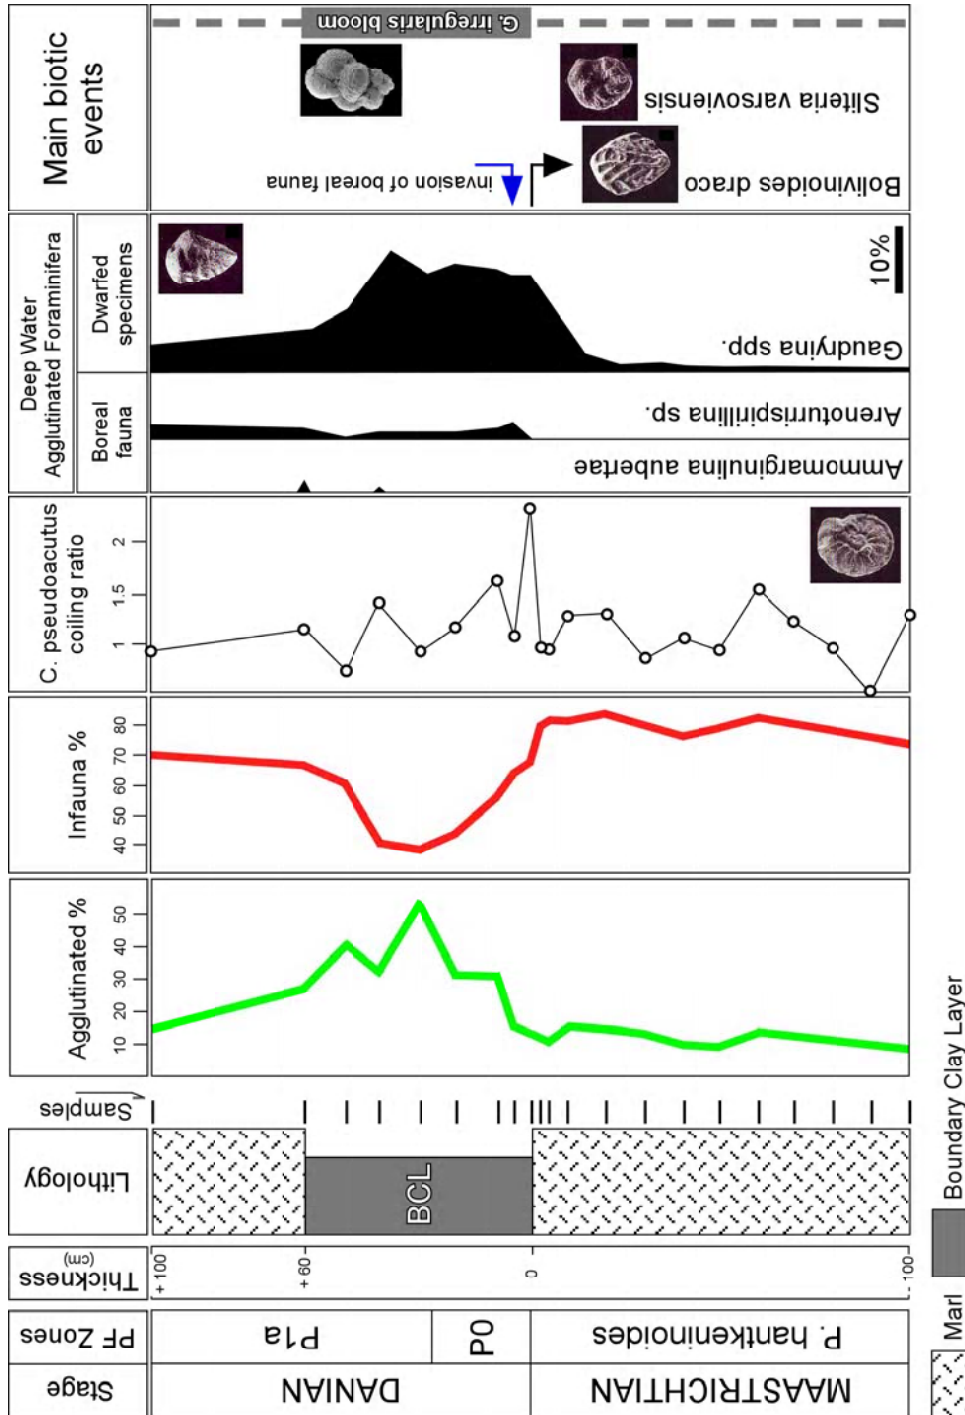 Main biotic
events
G. irregularis bloom
Sliteria varsoviensis
invasion of boreal fauna
Bolivinoides draco
Deep Water
Agglutinated Foraminifera
Dwarfed
specimens
Boreal
fauna
10%
Gaudryina spp.
Arenoturrispirillina sp.
Ammomarginulina aubertae
C. pseudoacutus
coiling ratio
2
1.5
1
Infauna %
80
70
60
50
40
Agglutinated %
50
40
30
20
10
Samples
Lithology
BCL
Thickness
(cm)
+ 100
+ 60
0
- 100
PF Zones
P1a
P0
P. hantkeninoides
Stage
DANIAN
MAASTRICHTIAN
Marl
Boundary Clay Layer